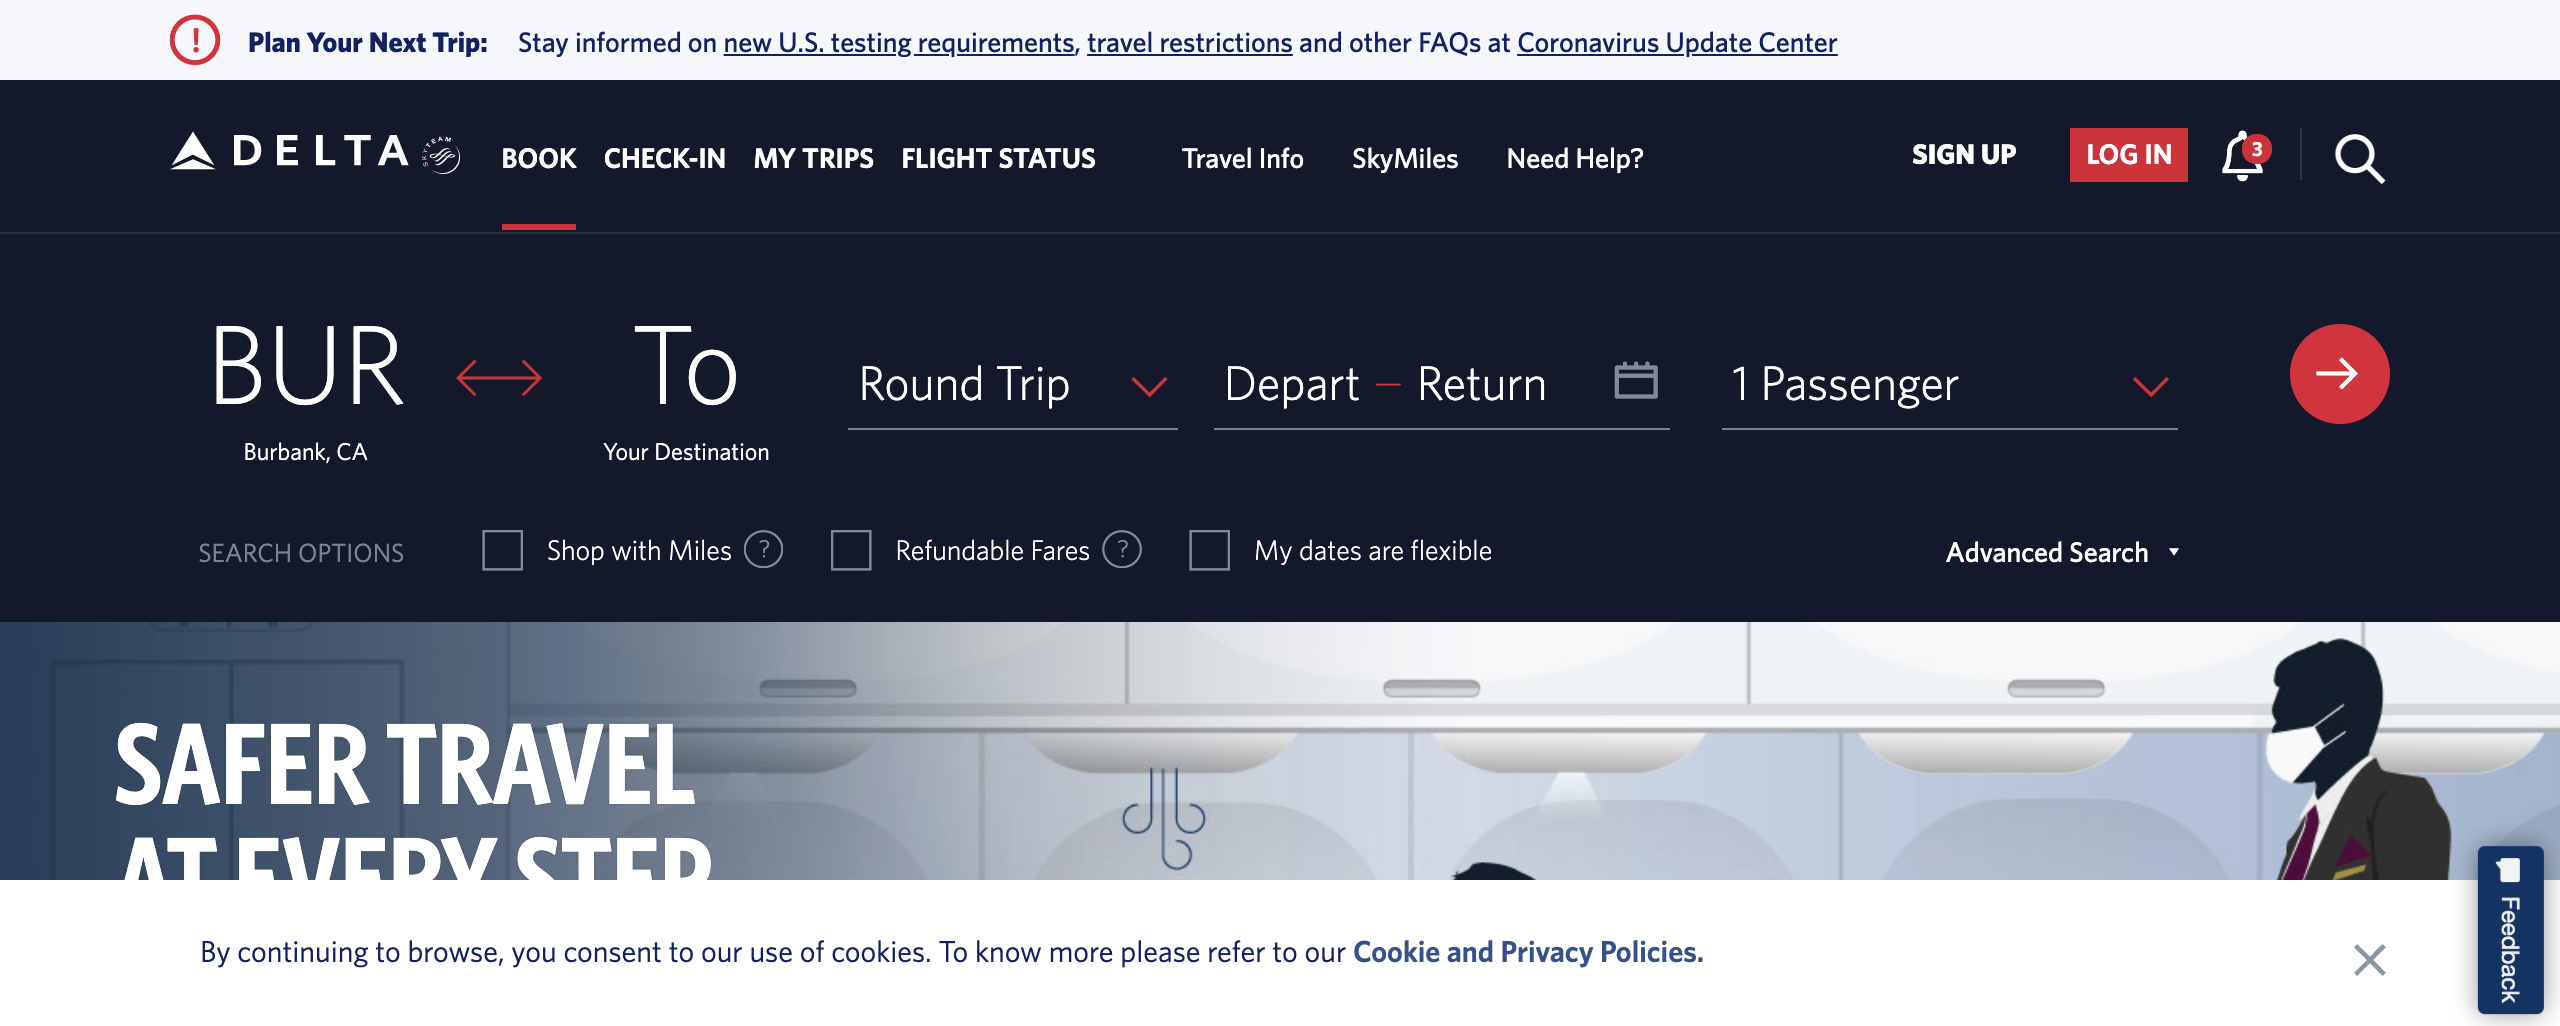 Plan Your Next Trip: Stay informed on new U.S. testing requirements, travel restrictions and other FAQs at Coronavirus Update Center
DELTA SKYTEAM BOOK CHECK-IN MY TRIPS FLIGHT STATUS Travel Info SkyMiles Need Help? SIGN UP LOG IN 3
BUR To Round Trip Depart – Return 1 Passenger
Burbank, CA Your Destination
SEARCH OPTIONS Shop with Miles ? Refundable Fares ? My dates are flexible Advanced Search
SAFER TRAVEL
AT EVERY STEP
By continuing to browse, you consent to our use of cookies. To know more please refer to our Cookie and Privacy Policies.
Feedback